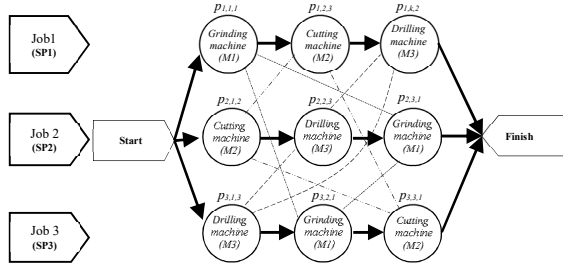 p1,1,1 p1,2,3 p1,k,2
Job1
(SP1)
Grinding
machine
(M1)
Cutting
machine
(M2)
Drilling
machine
(M3)
p2,1,2 p2,2,3 p2,3,1
Job 2
(SP2)
Start
Cutting
machine
(M2)
Drilling
machine
(M3)
Grinding
machine
(M1)
Finish
p3,1,3 p3,2,1 p3,3,1
Job 3
(SP3)
Drilling
machine
(M3)
Grinding
machine
(M1)
Cutting
machine
(M2)